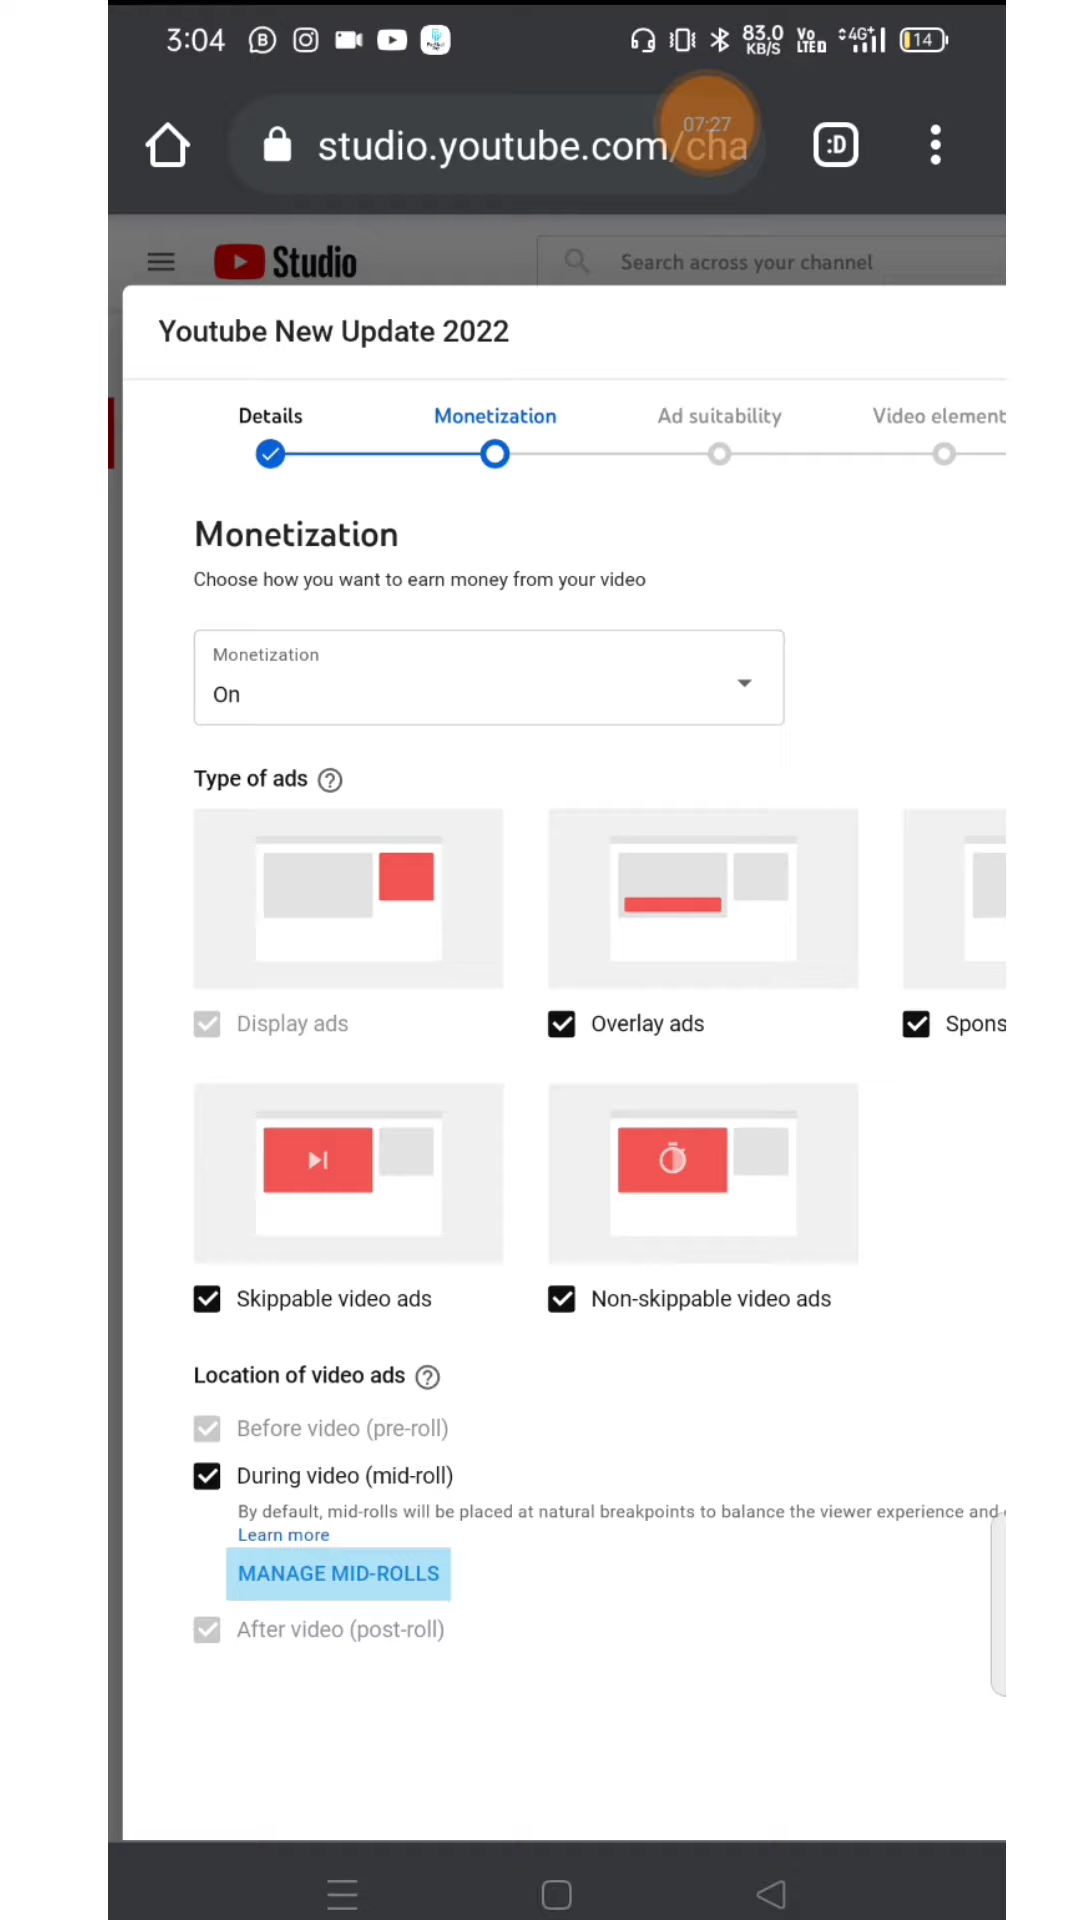 3:04 83.0 KB/S Vo LTE 4G+ 14
07:27
studio.youtube.com/cha :D
Studio Search across your channel
Youtube New Update 2022
Details Monetization Ad suitability Video element
Monetization
Choose how you want to earn money from your video
Monetization
On
Type of ads ?
Display ads Overlay ads Spons
Skippable video ads Non-skippable video ads
Location of video ads ?
Before video (pre-roll)
During video (mid-roll)
By default, mid-rolls will be placed at natural breakpoints to balance the viewer experience and
Learn more
MANAGE MID-ROLLS
After video (post-roll)